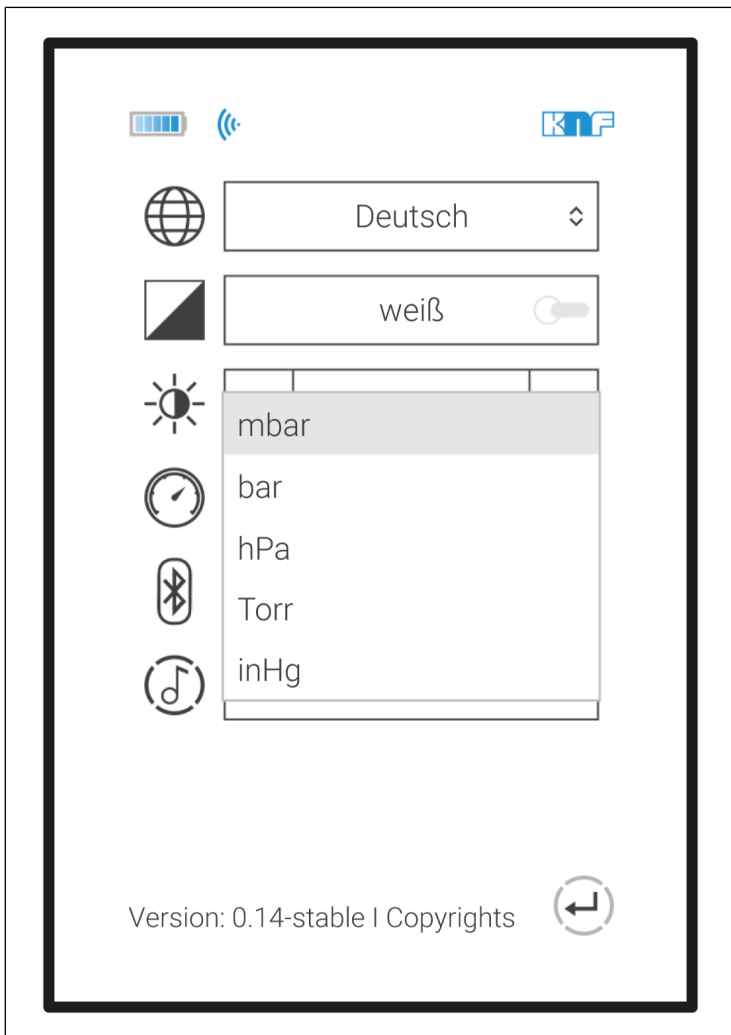 KNF
Deutsch
weiß
mbar
bar
hPa
Torr
inHg
Version: 0.14-stable I Copyrights